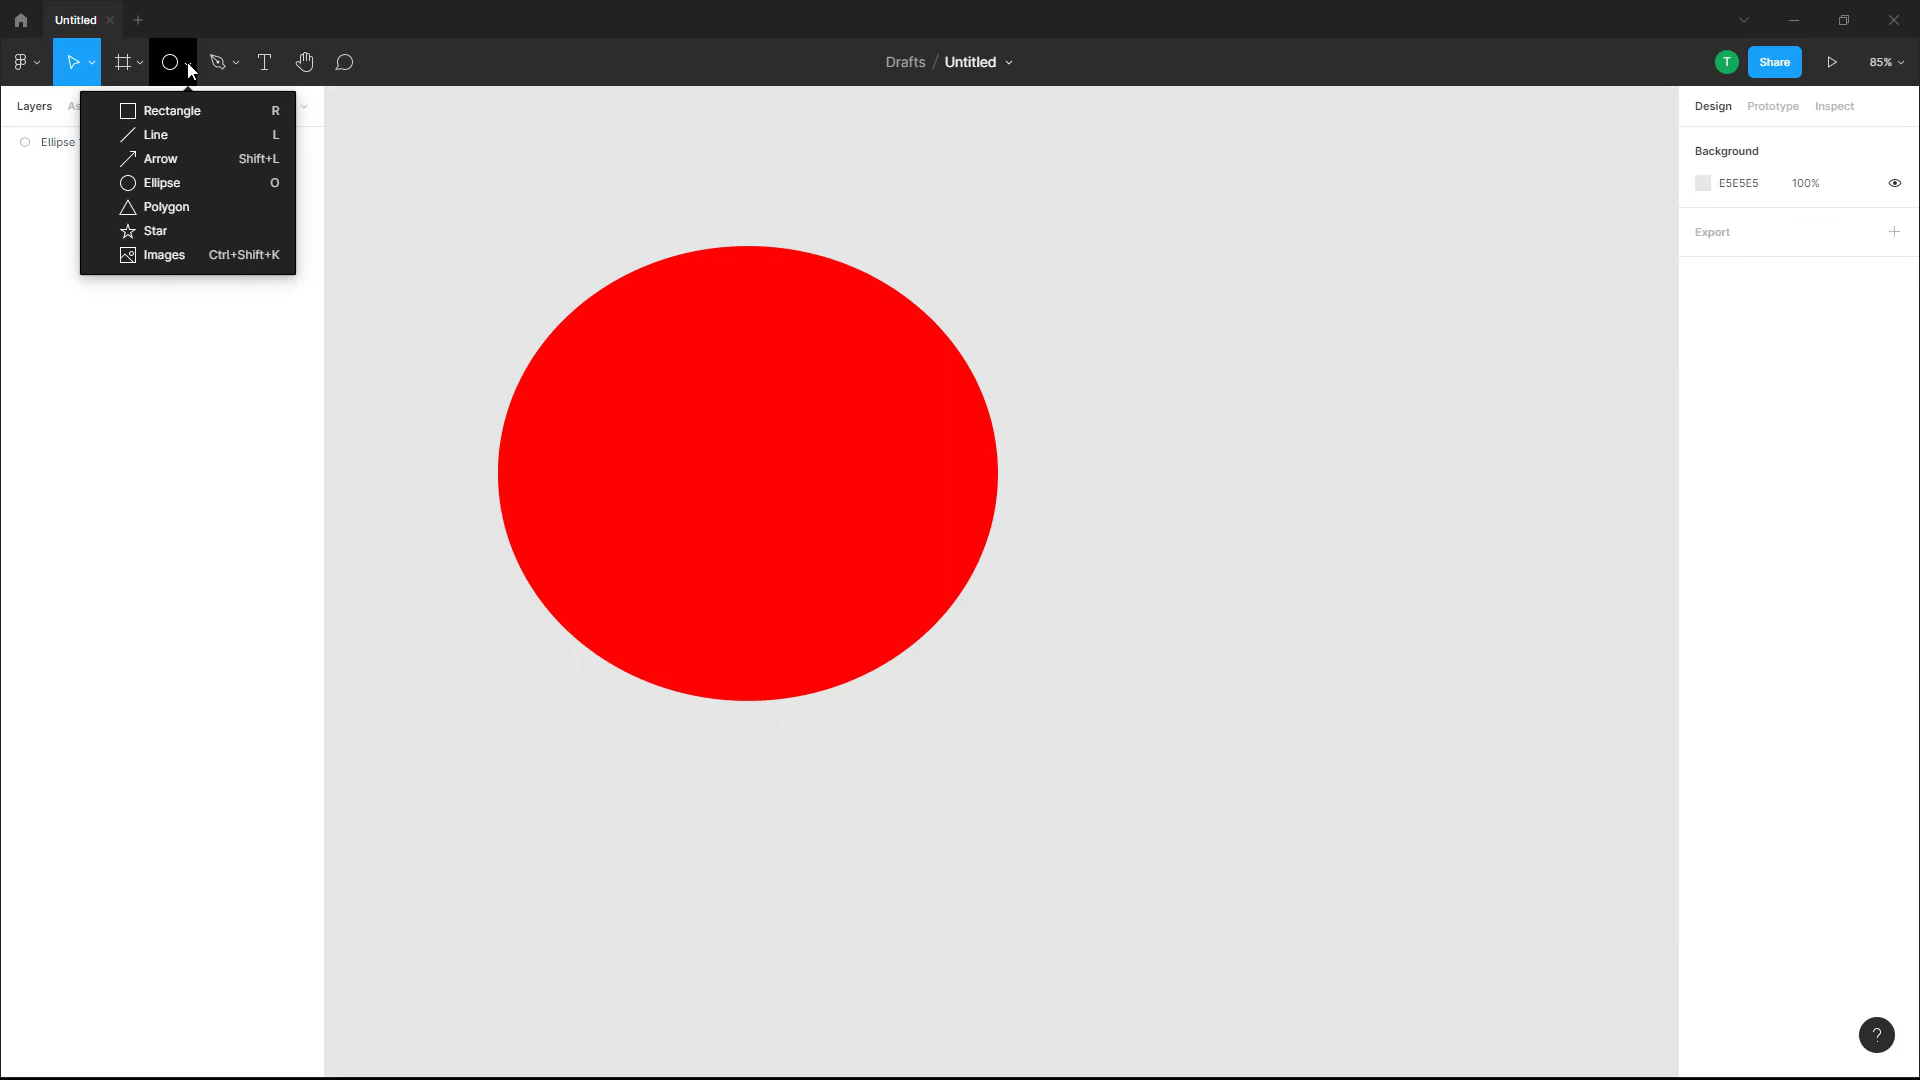 Untitled
Drafts / Untitled
T
Share
85%
Layers
Ellipse
Rectangle R
Line L
Arrow Shift+L
Ellipse O
Polygon
Star
Images Ctrl+Shift+K
Design Prototype Inspect
Background
E5E5E5 100%
Export
?